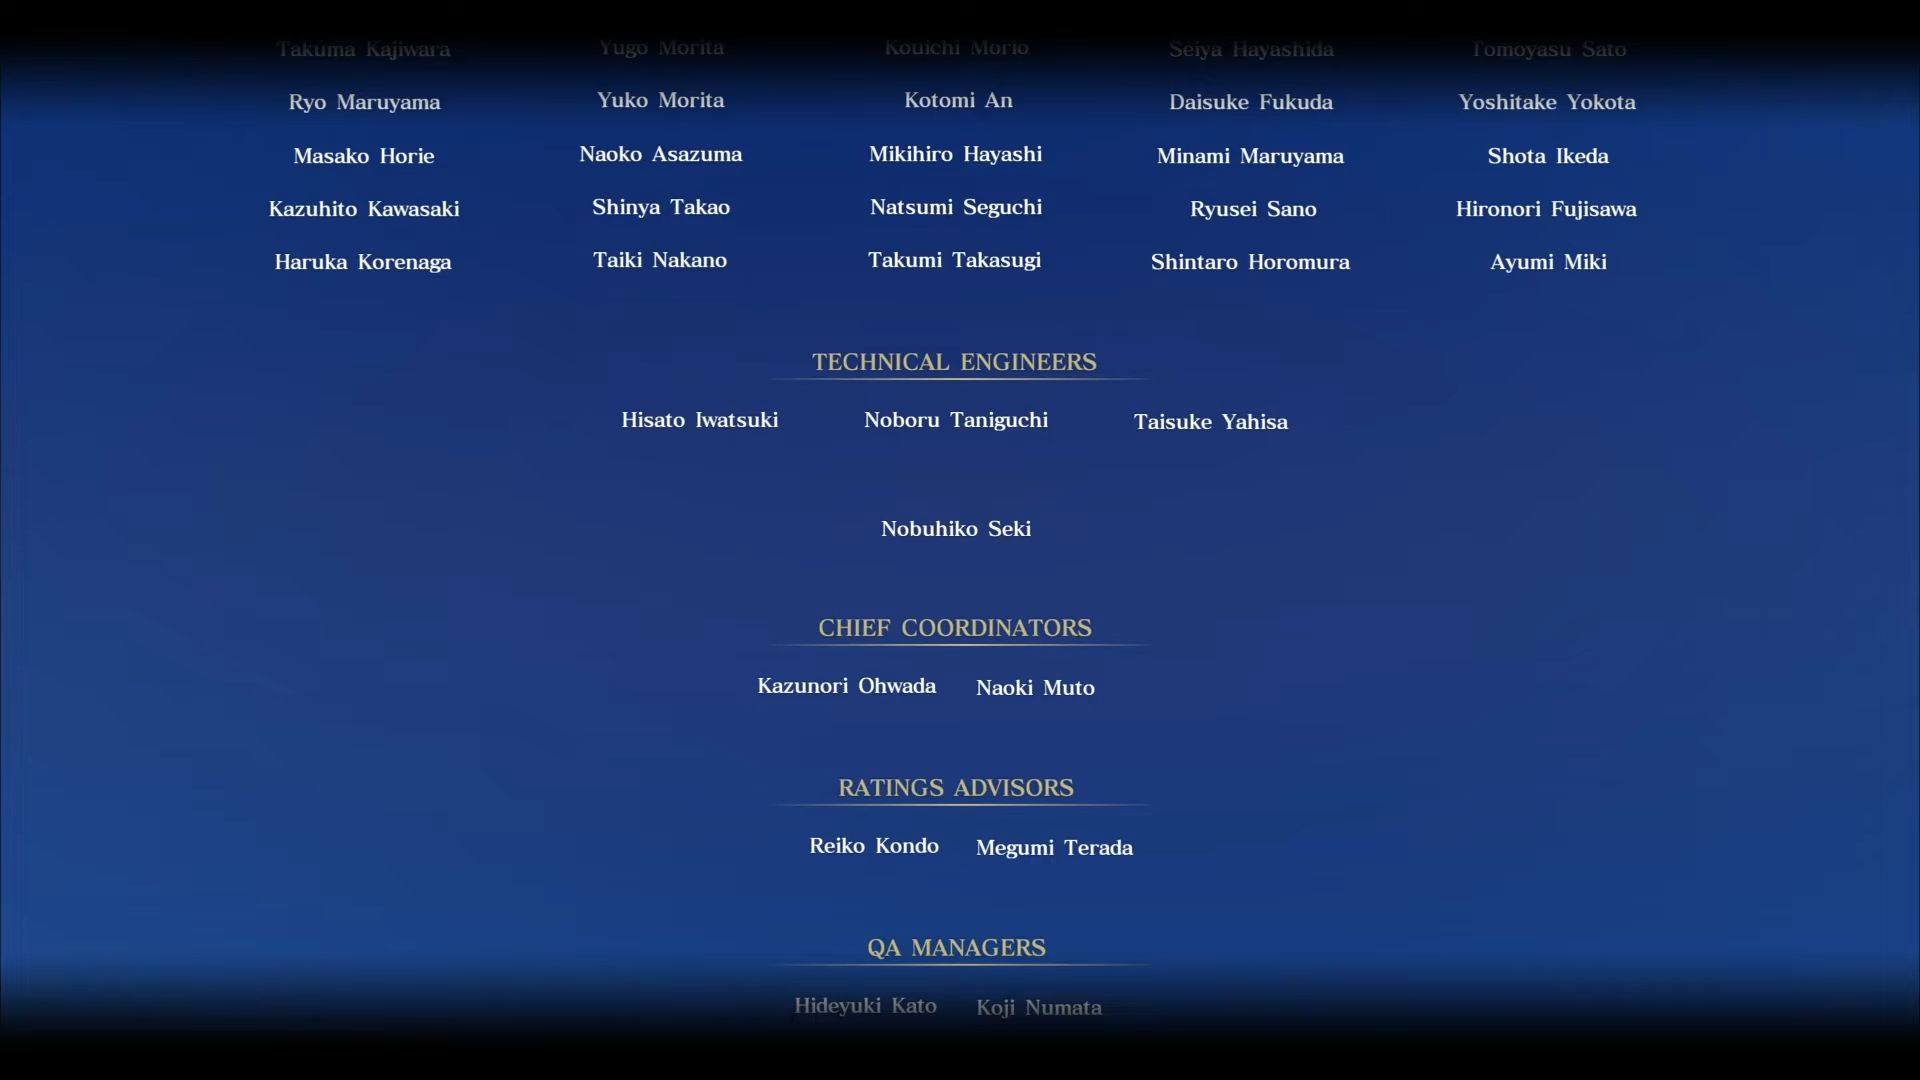 Takuma Kajiwara Yugo Morita Kouichi Morio Seiya Hayashida Tomoyasu Sato
Ryo Maruyama Yuko Morita Kotomi An Daisuke Fukuda Yoshitake Yokota
Masako Horie Naoko Asazuma Mikihiro Hayashi Minami Maruyama Shota Ikeda
Kazuhito Kawasaki Shinya Takao Natsumi Seguchi Ryusei Sano Hironori Fujisawa
Haruka Korenaga Taiki Nakano Takumi Takasugi Shintaro Horomura Ayumi Miki
TECHNICAL ENGINEERS
Hisato Iwatsuki Noboru Taniguchi Taisuke Yahisa
Nobuhiko Seki
CHIEF COORDINATORS
Kazunori Ohwada Naoki Muto
RATINGS ADVISORS
Reiko Kondo Megumi Terada
QA MANAGERS
Hideyuki Kato Koji Numata